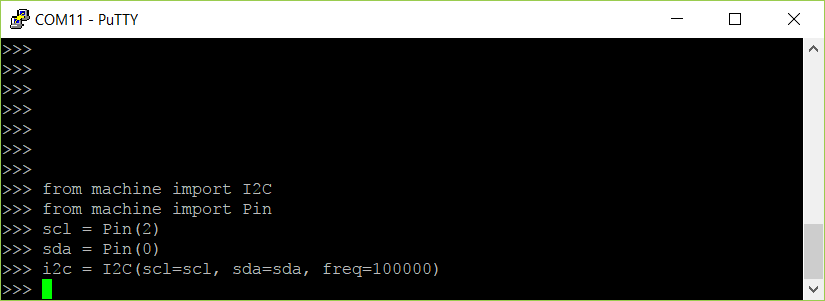 COM11 - PuTTY
>>>
>>>
>>>
>>>
>>>
>>>
>>>
>>> from machine import I2C
>>> from machine import Pin
>>> scl = Pin(2)
>>> sda = Pin(0)
>>> i2c = I2C(scl=scl, sda=sda, freq=100000)
>>>